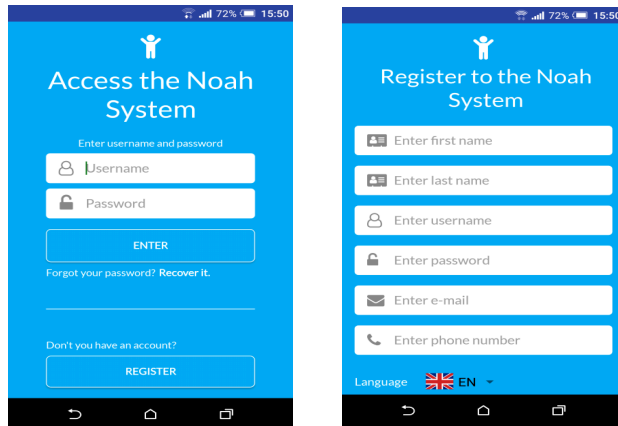 72% 15:50
Access the Noah
System
Enter username and password
Username
Password
ENTER
Forgot your password? Recover it.
Don't you have an account?
REGISTER
72% 15:50
Register to the Noah
System
Enter first name
Enter last name
Enter username
Enter password
Enter e-mail
Enter phone number
Language EN